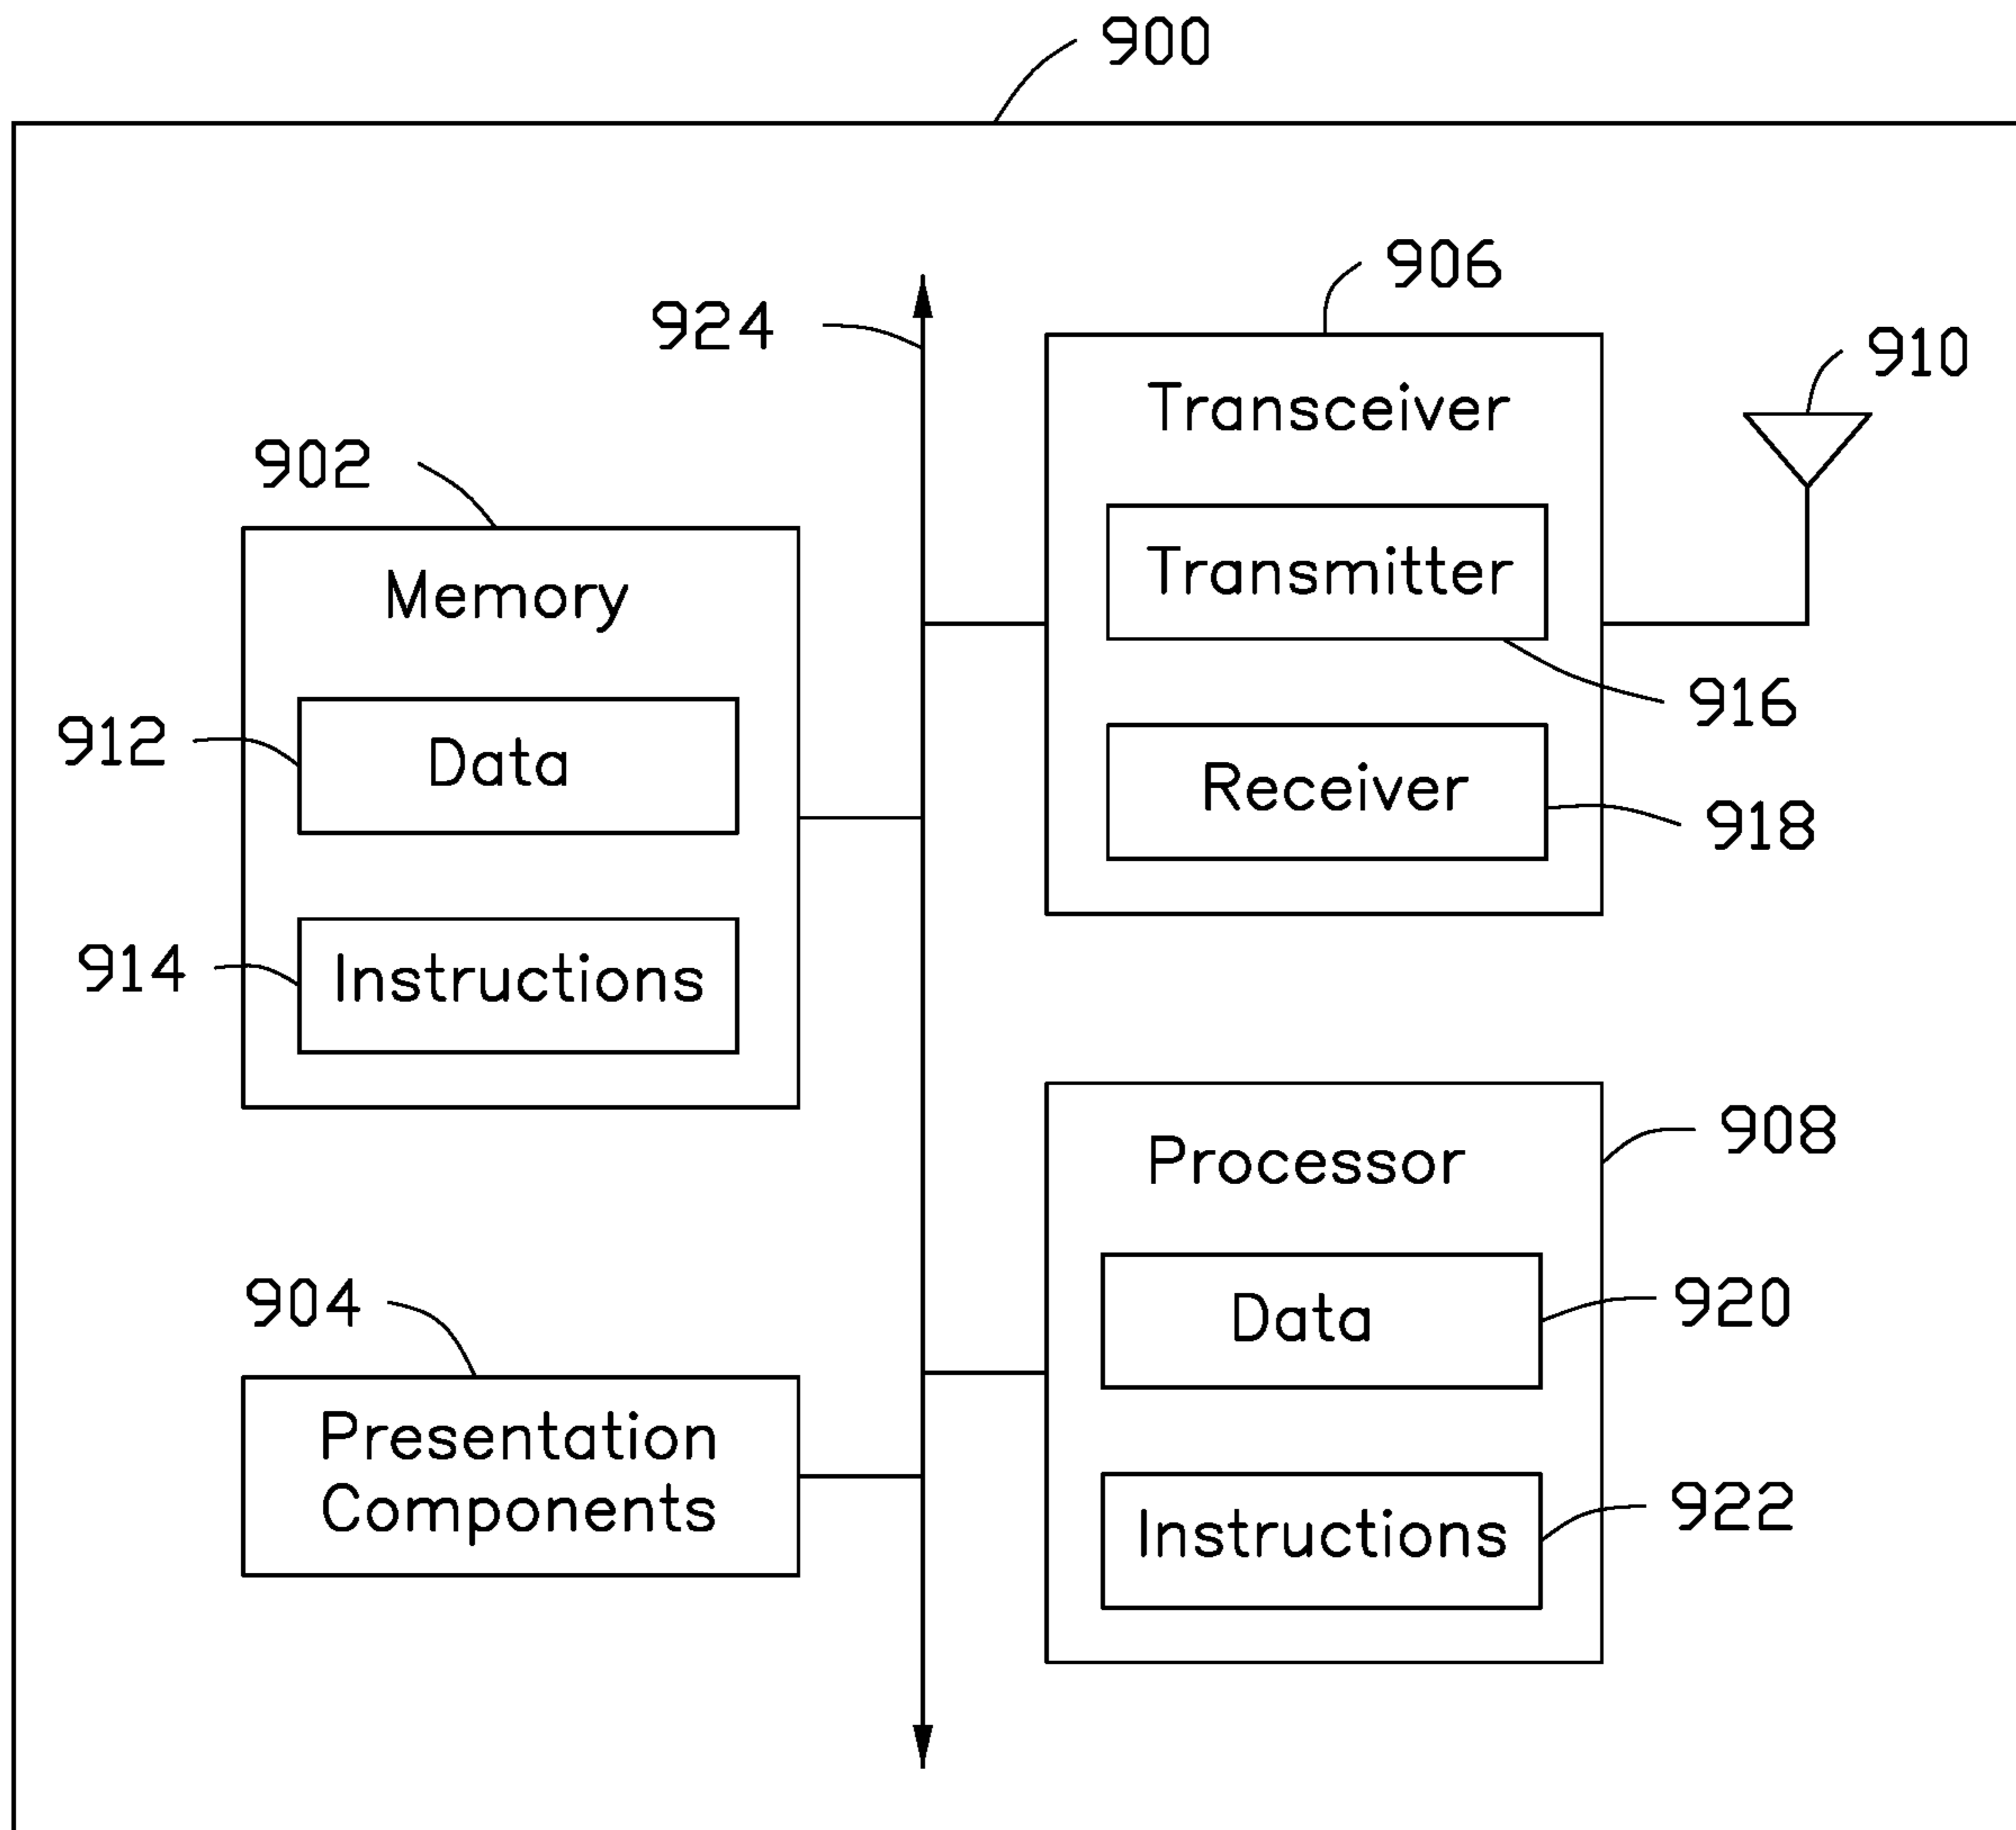 900
906
924
910
Transceiver
902
Transmitter
Memory
916
912
Data
Receiver
918
914
Instructions
908
Processor
904
920
Data
Presentation
Components
922
Instructions